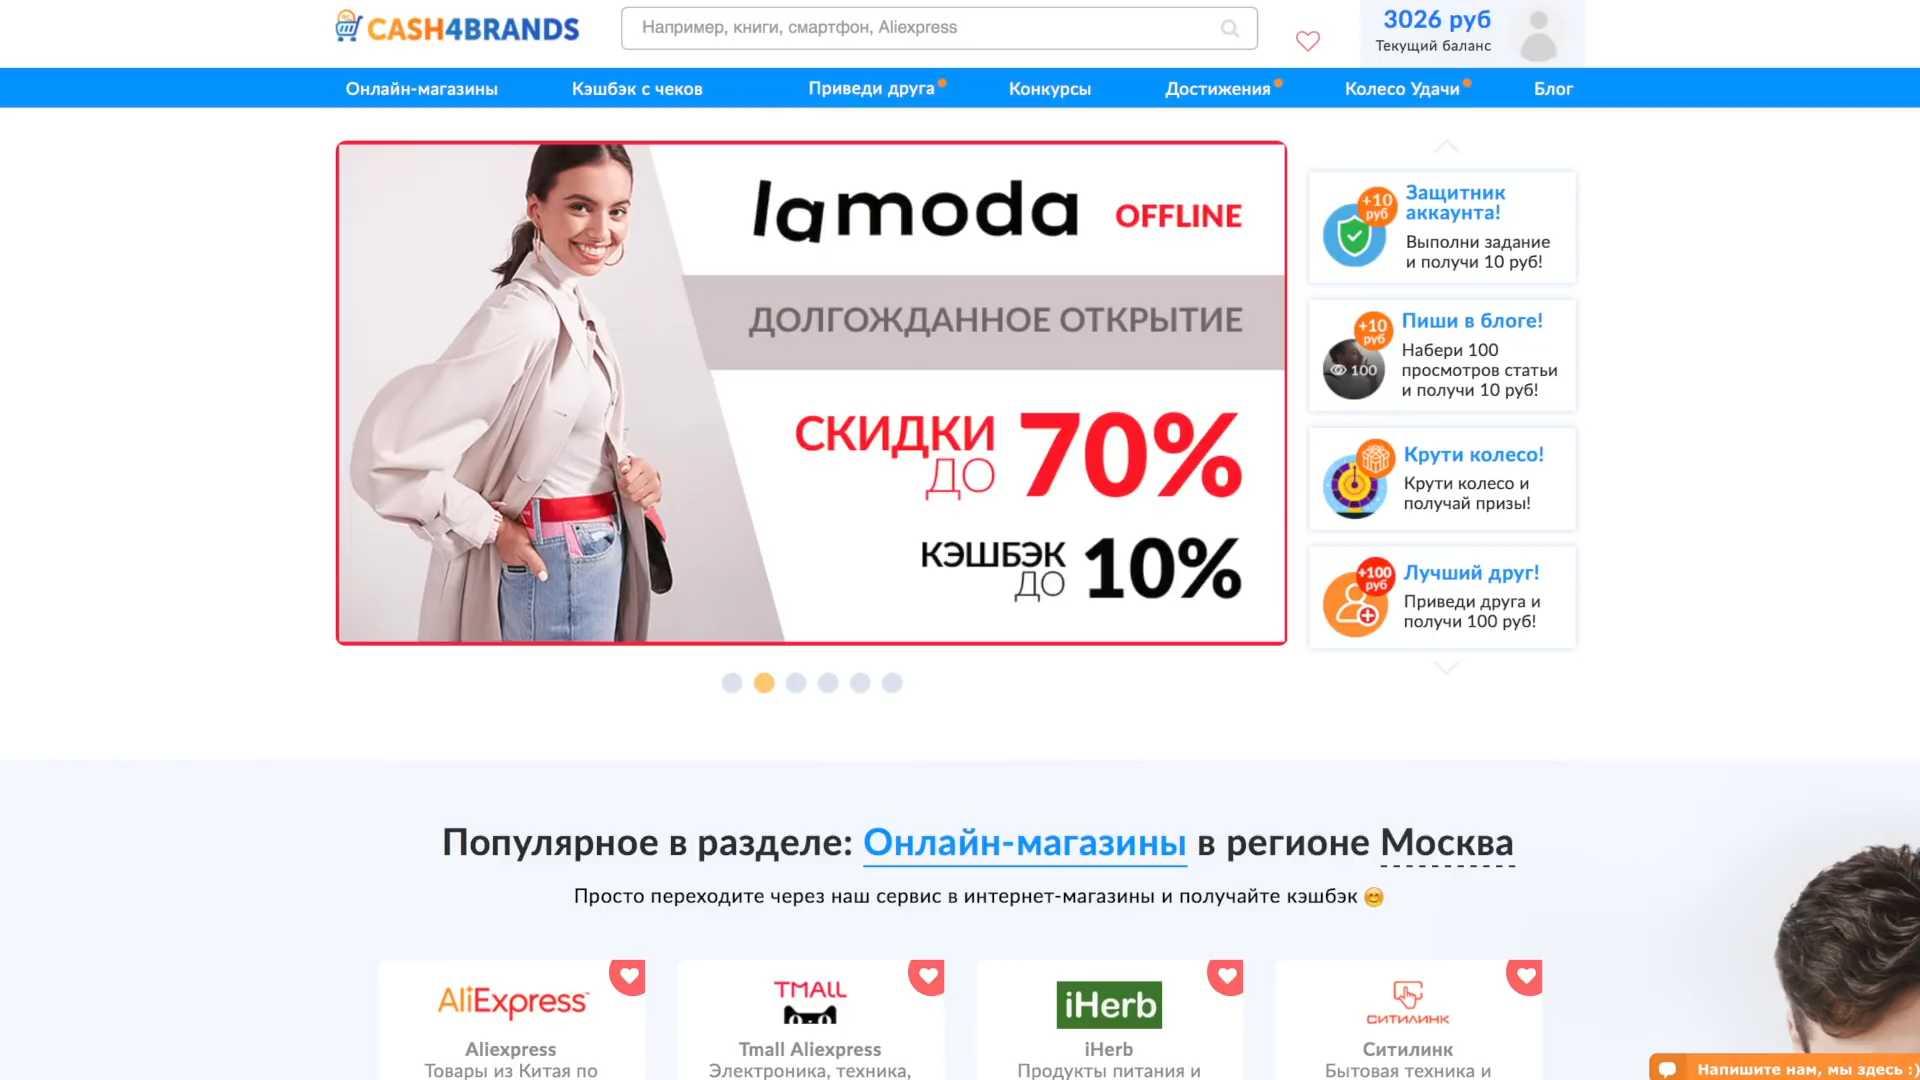 CASH4BRANDS
Например, книги, смартфон, Aliexpress
3026 руб
Текущий баланс
Онлайн-магазины
Кэшбэк с чеков
Приведи друга
Конкурсы
Достижения
Колесо Удачи
Блог
lamoda OFFLINE
ДОЛГОЖДАННОЕ ОТКРЫТИЕ
СКИДКИ ДО 70%
КЭШБЭК ДО 10%
+10 руб
Защитник
аккаунта!
Выполни задание
и получи 10 руб!
+10 руб
100
Пиши в блоге!
Набери 100
просмотров статьи
и получи 10 руб!
Крути колесо!
Крути колесо и
получай призы!
+100 руб
Лучший друг!
Приведи друга и
получи 100 руб!
Популярное в разделе: Онлайн-магазины в регионе Москва
Просто переходите через наш сервис в интернет-магазины и получайте кэшбэк 😊
AliExpress
Aliexpress
Товары из Китая по
TMALL
Tmall Aliexpress
Электроника, техника,
iHerb
iHerb
Продукты питания и
СИТИЛИНК
Ситилинк
Бытовая техника и
Напишите нам, мы здесь :)